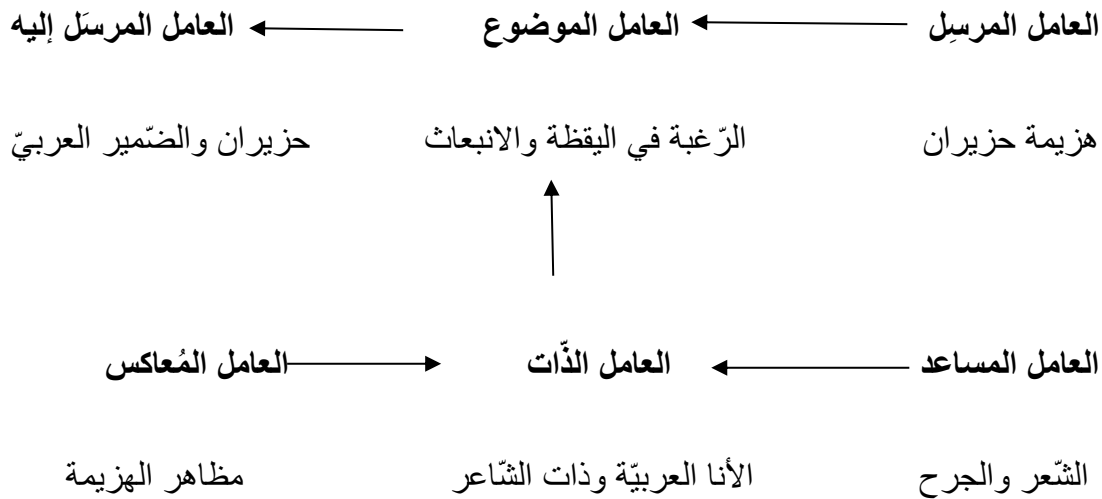 العامل المرسِل العامل الموضوع العامل المرسَل إليه
هزيمة حزيران الرّغبة في اليقظة والانبعاث حزيران والضّمير العربيّ
العامل المساعد العامل الذّات العامل المُعاكس
الشّعر والجرح الأنا العربيّة وذات الشّاعر مظاهر الهزيمة